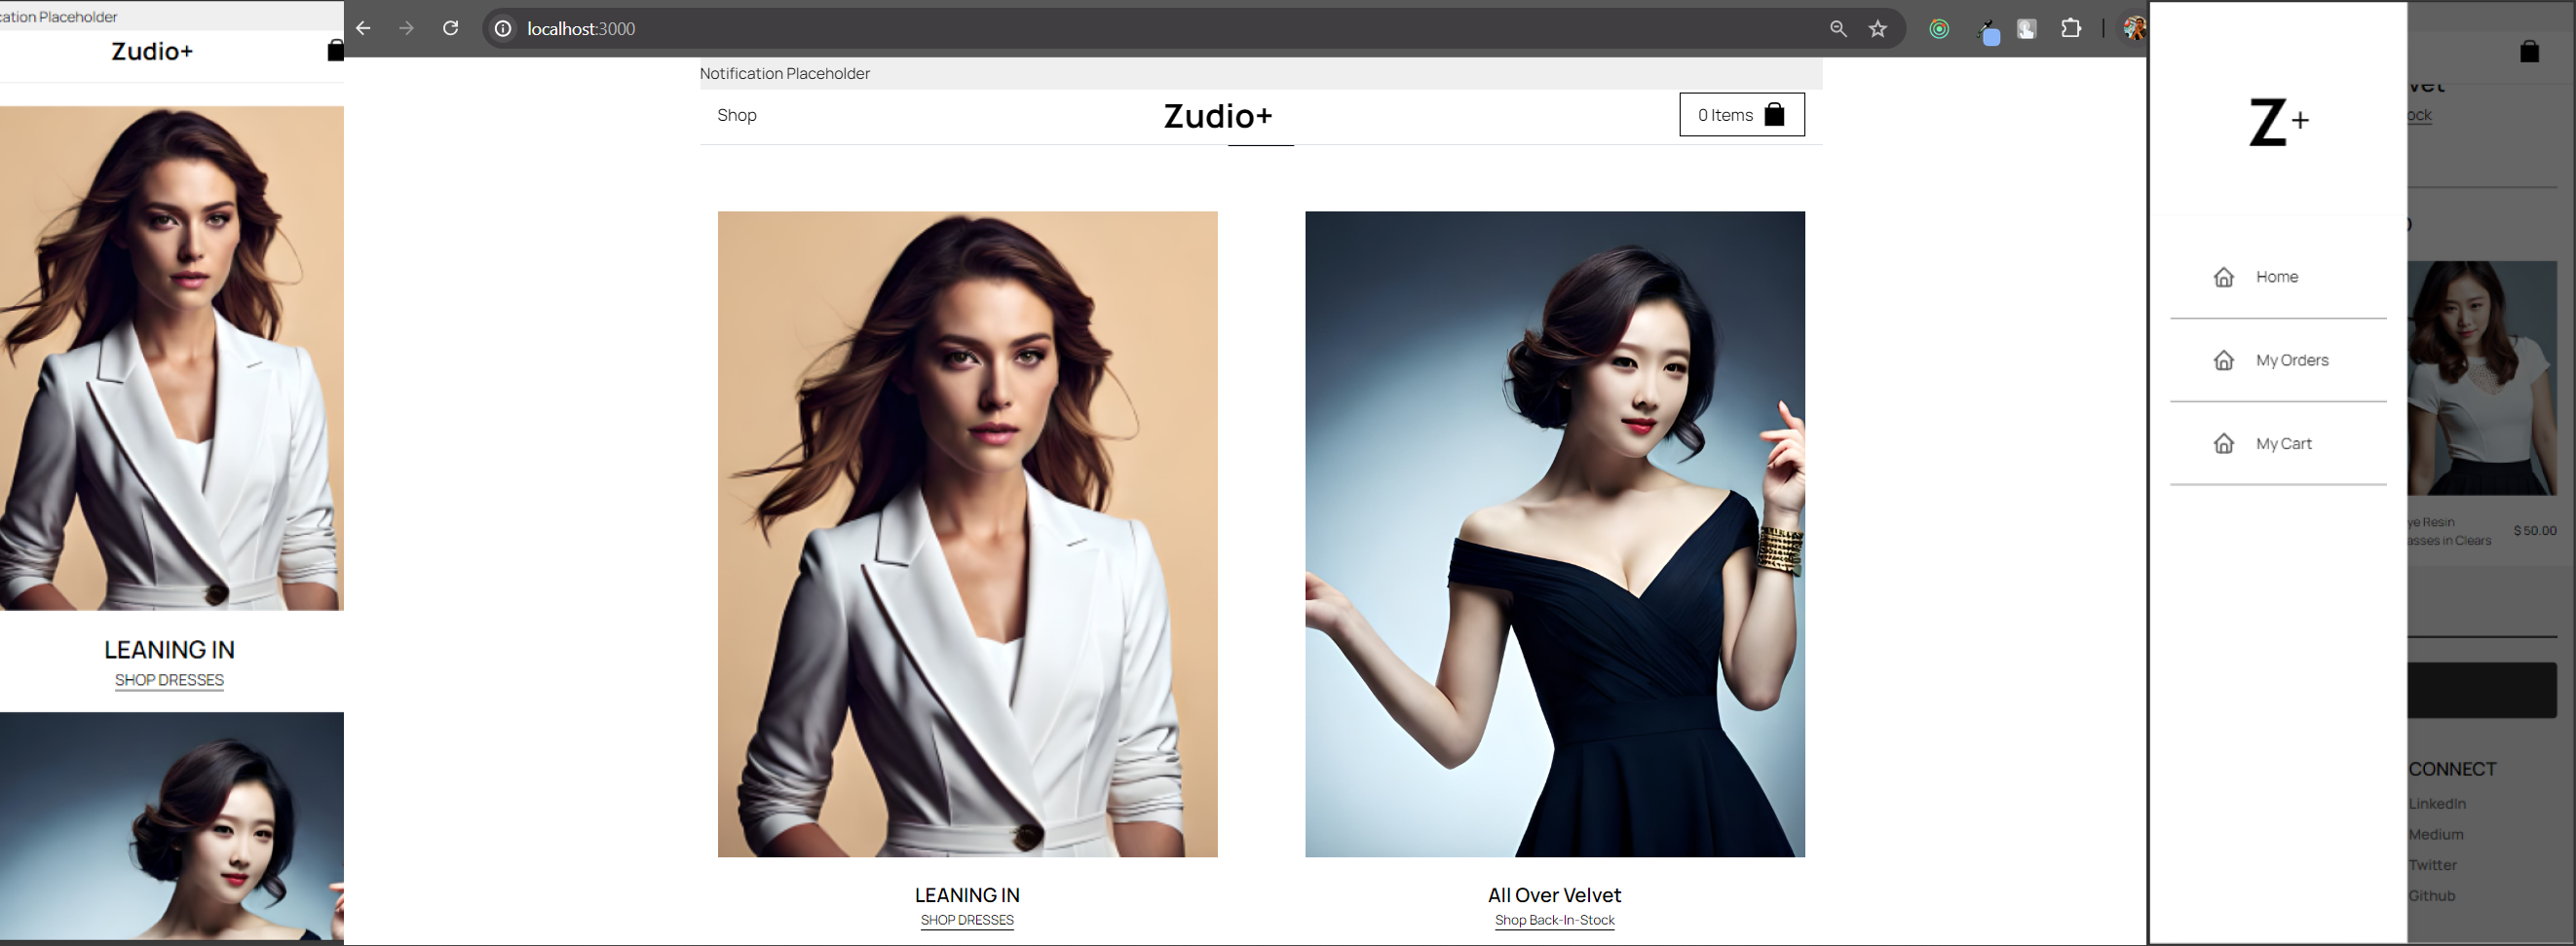 cation Placeholder
Zudio+
LEANING IN
SHOP DRESSES
localhost:3000
Notification Placeholder
Shop
Zudio+
0 Items
LEANING IN
SHOP DRESSES
All Over Velvet
Shop Back-In-Stock
Z+
Home
My Orders
My Cart
vet
ock
ye Resin
asses in Clears
$ 50.00
CONNECT
LinkedIn
Medium
Twitter
Github